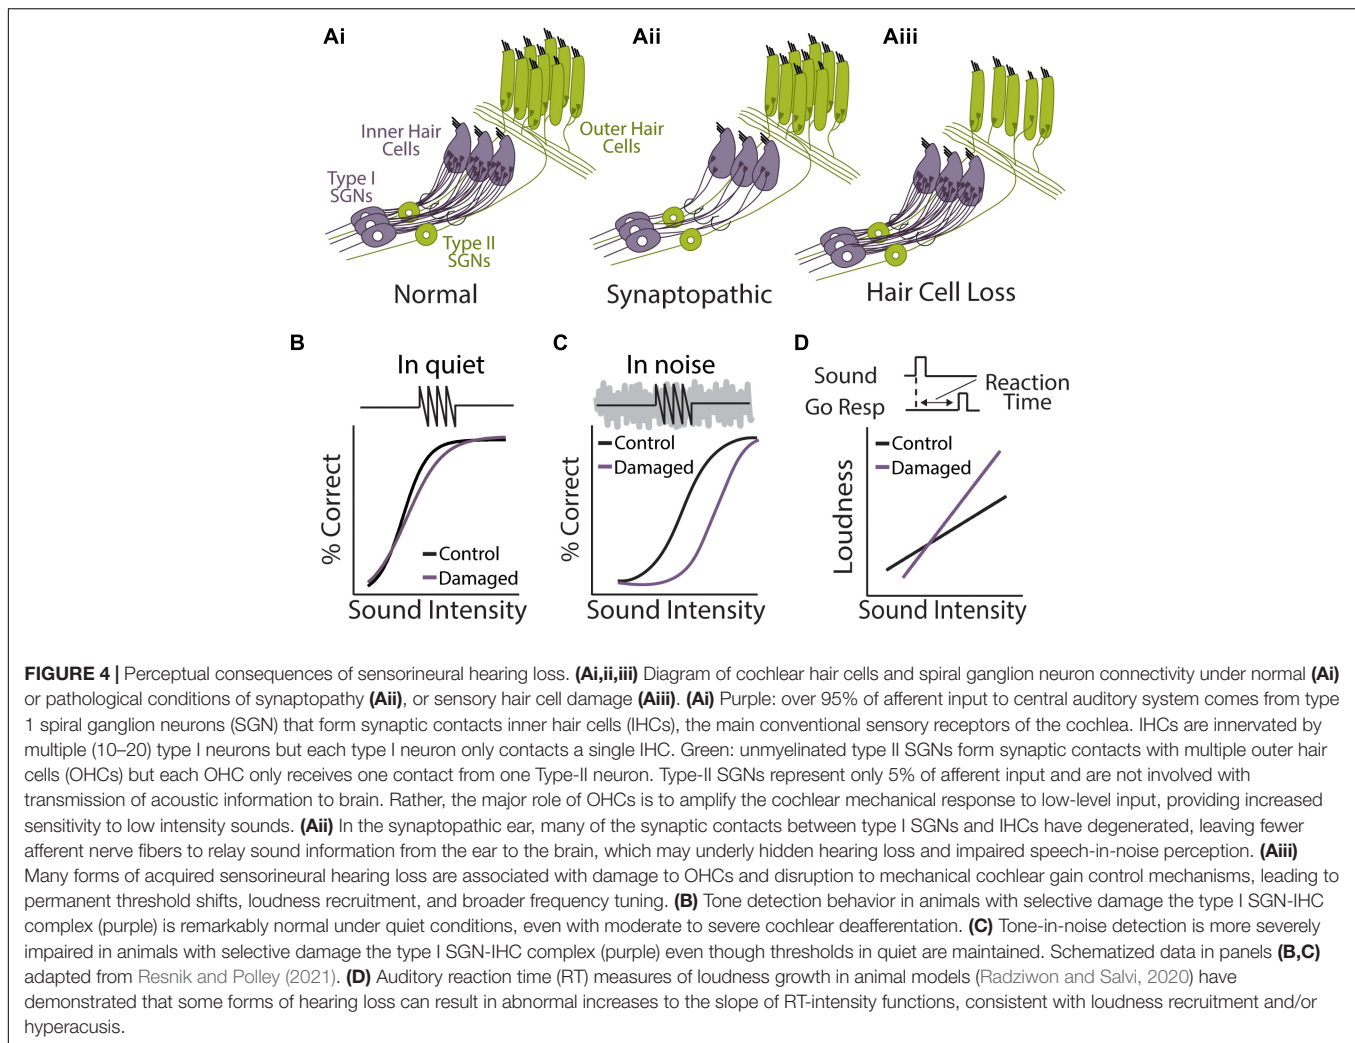 Ai
Aii
Aiii
Inner Hair
Cells
Outer Hair
Cells
Type I
SGNs
Type II
SGNs
Normal
Synaptopathic
Hair Cell Loss
B
In quiet
% Correct
Control
Damaged
Sound Intensity
C
In noise
Control
Damaged
% Correct
Sound Intensity
D
Sound
Go Resp
Reaction
Time
Control
Damaged
Loudness
Sound Intensity
FIGURE 4 | Perceptual consequences of sensorineural hearing loss. (Ai,ii,iii) Diagram of cochlear hair cells and spiral ganglion neuron connectivity under normal (Ai)
or pathological conditions of synaptopathy (Aii), or sensory hair cell damage (Aiii). (Ai) Purple: over 95% of afferent input to central auditory system comes from type
1 spiral ganglion neurons (SGN) that form synaptic contacts inner hair cells (IHCs), the main conventional sensory receptors of the cochlea. IHCs are innervated by
multiple (10–20) type I neurons but each type I neuron only contacts a single IHC. Green: unmyelinated type II SGNs form synaptic contacts with multiple outer hair
cells (OHCs) but each OHC only receives one contact from one Type-II neuron. Type-II SGNs represent only 5% of afferent input and are not involved with
transmission of acoustic information to brain. Rather, the major role of OHCs is to amplify the cochlear mechanical response to low-level input, providing increased
sensitivity to low intensity sounds. (Aii) In the synaptopathic ear, many of the synaptic contacts between type I SGNs and IHCs have degenerated, leaving fewer
afferent nerve fibers to relay sound information from the ear to the brain, which may underly hidden hearing loss and impaired speech-in-noise perception. (Aiii)
Many forms of acquired sensorineural hearing loss are associated with damage to OHCs and disruption to mechanical cochlear gain control mechanisms, leading to
permanent threshold shifts, loudness recruitment, and broader frequency tuning. (B) Tone detection behavior in animals with selective damage the type I SGN-IHC
complex (purple) is remarkably normal under quiet conditions, even with moderate to severe cochlear deafferentation. (C) Tone-in-noise detection is more severely
impaired in animals with selective damage the type I SGN-IHC complex (purple) even though thresholds in quiet are maintained. Schematized data in panels (B,C)
adapted from Resnik and Polley (2021). (D) Auditory reaction time (RT) measures of loudness growth in animal models (Radziwon and Salvi, 2020) have
demonstrated that some forms of hearing loss can result in abnormal increases to the slope of RT-intensity functions, consistent with loudness recruitment and/or
hyperacusis.